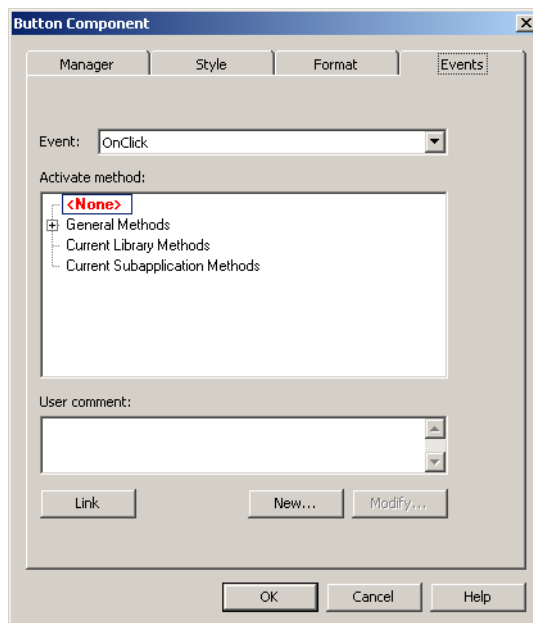 Button Component
Manager Style Format Events
Event: OnClick
Activate method:
<None>
General Methods
Current Library Methods
Current Subapplication Methods
User comment:
Link New... Modify...
OK Cancel Help